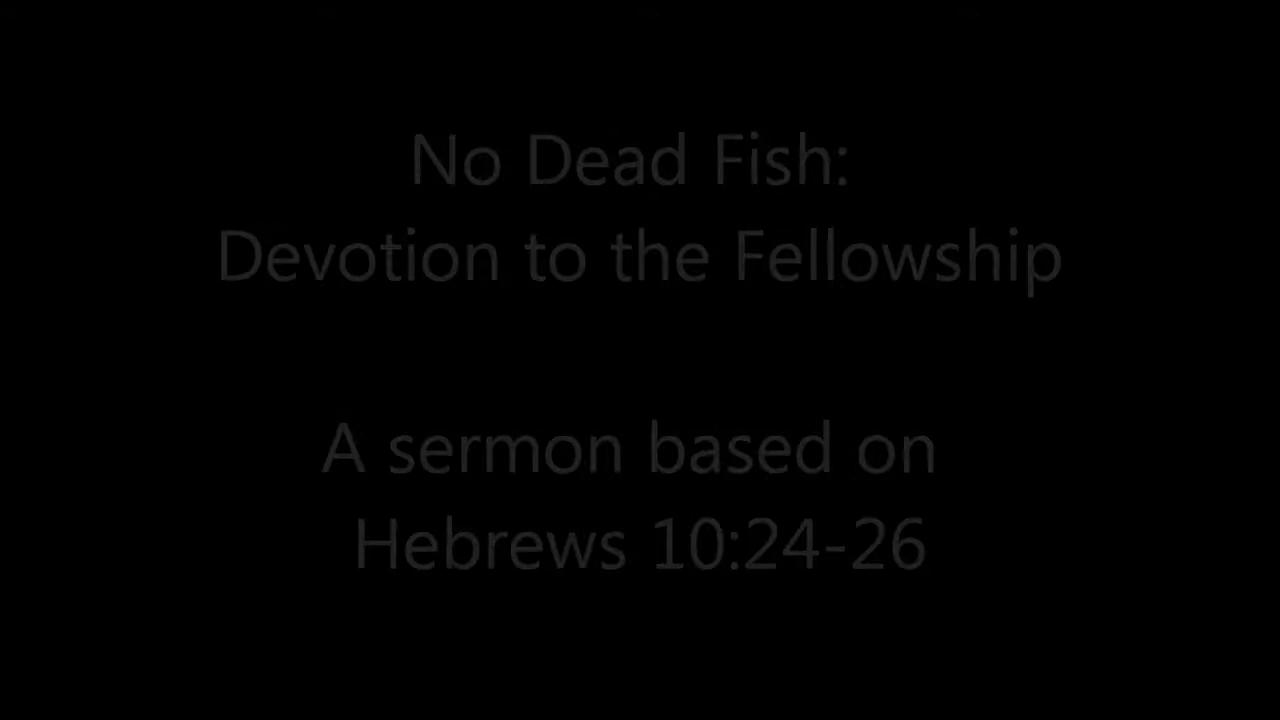 No Dead Fish:
Devotion to the Fellowship
A sermon based on
Hebrews 10:24-26